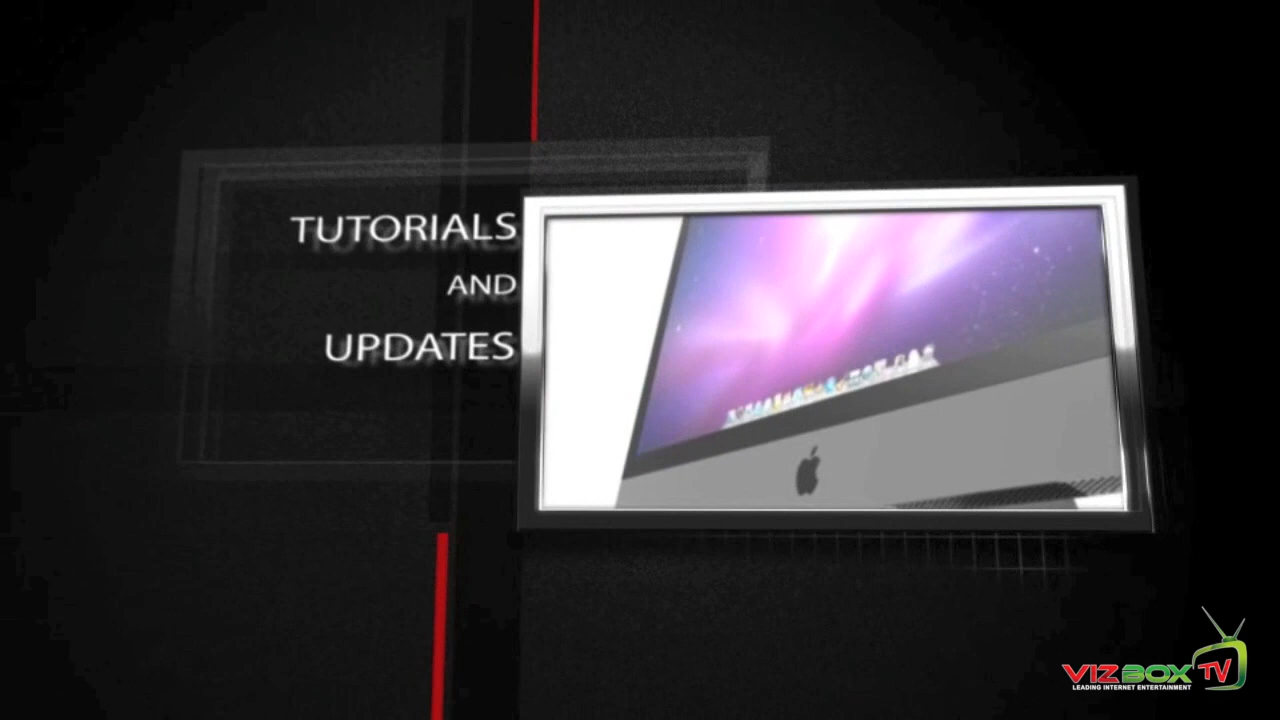 TUTORIALS
AND
UPDATES
VIZBOX TV
LEADING INTERNET ENTERTAINMENT